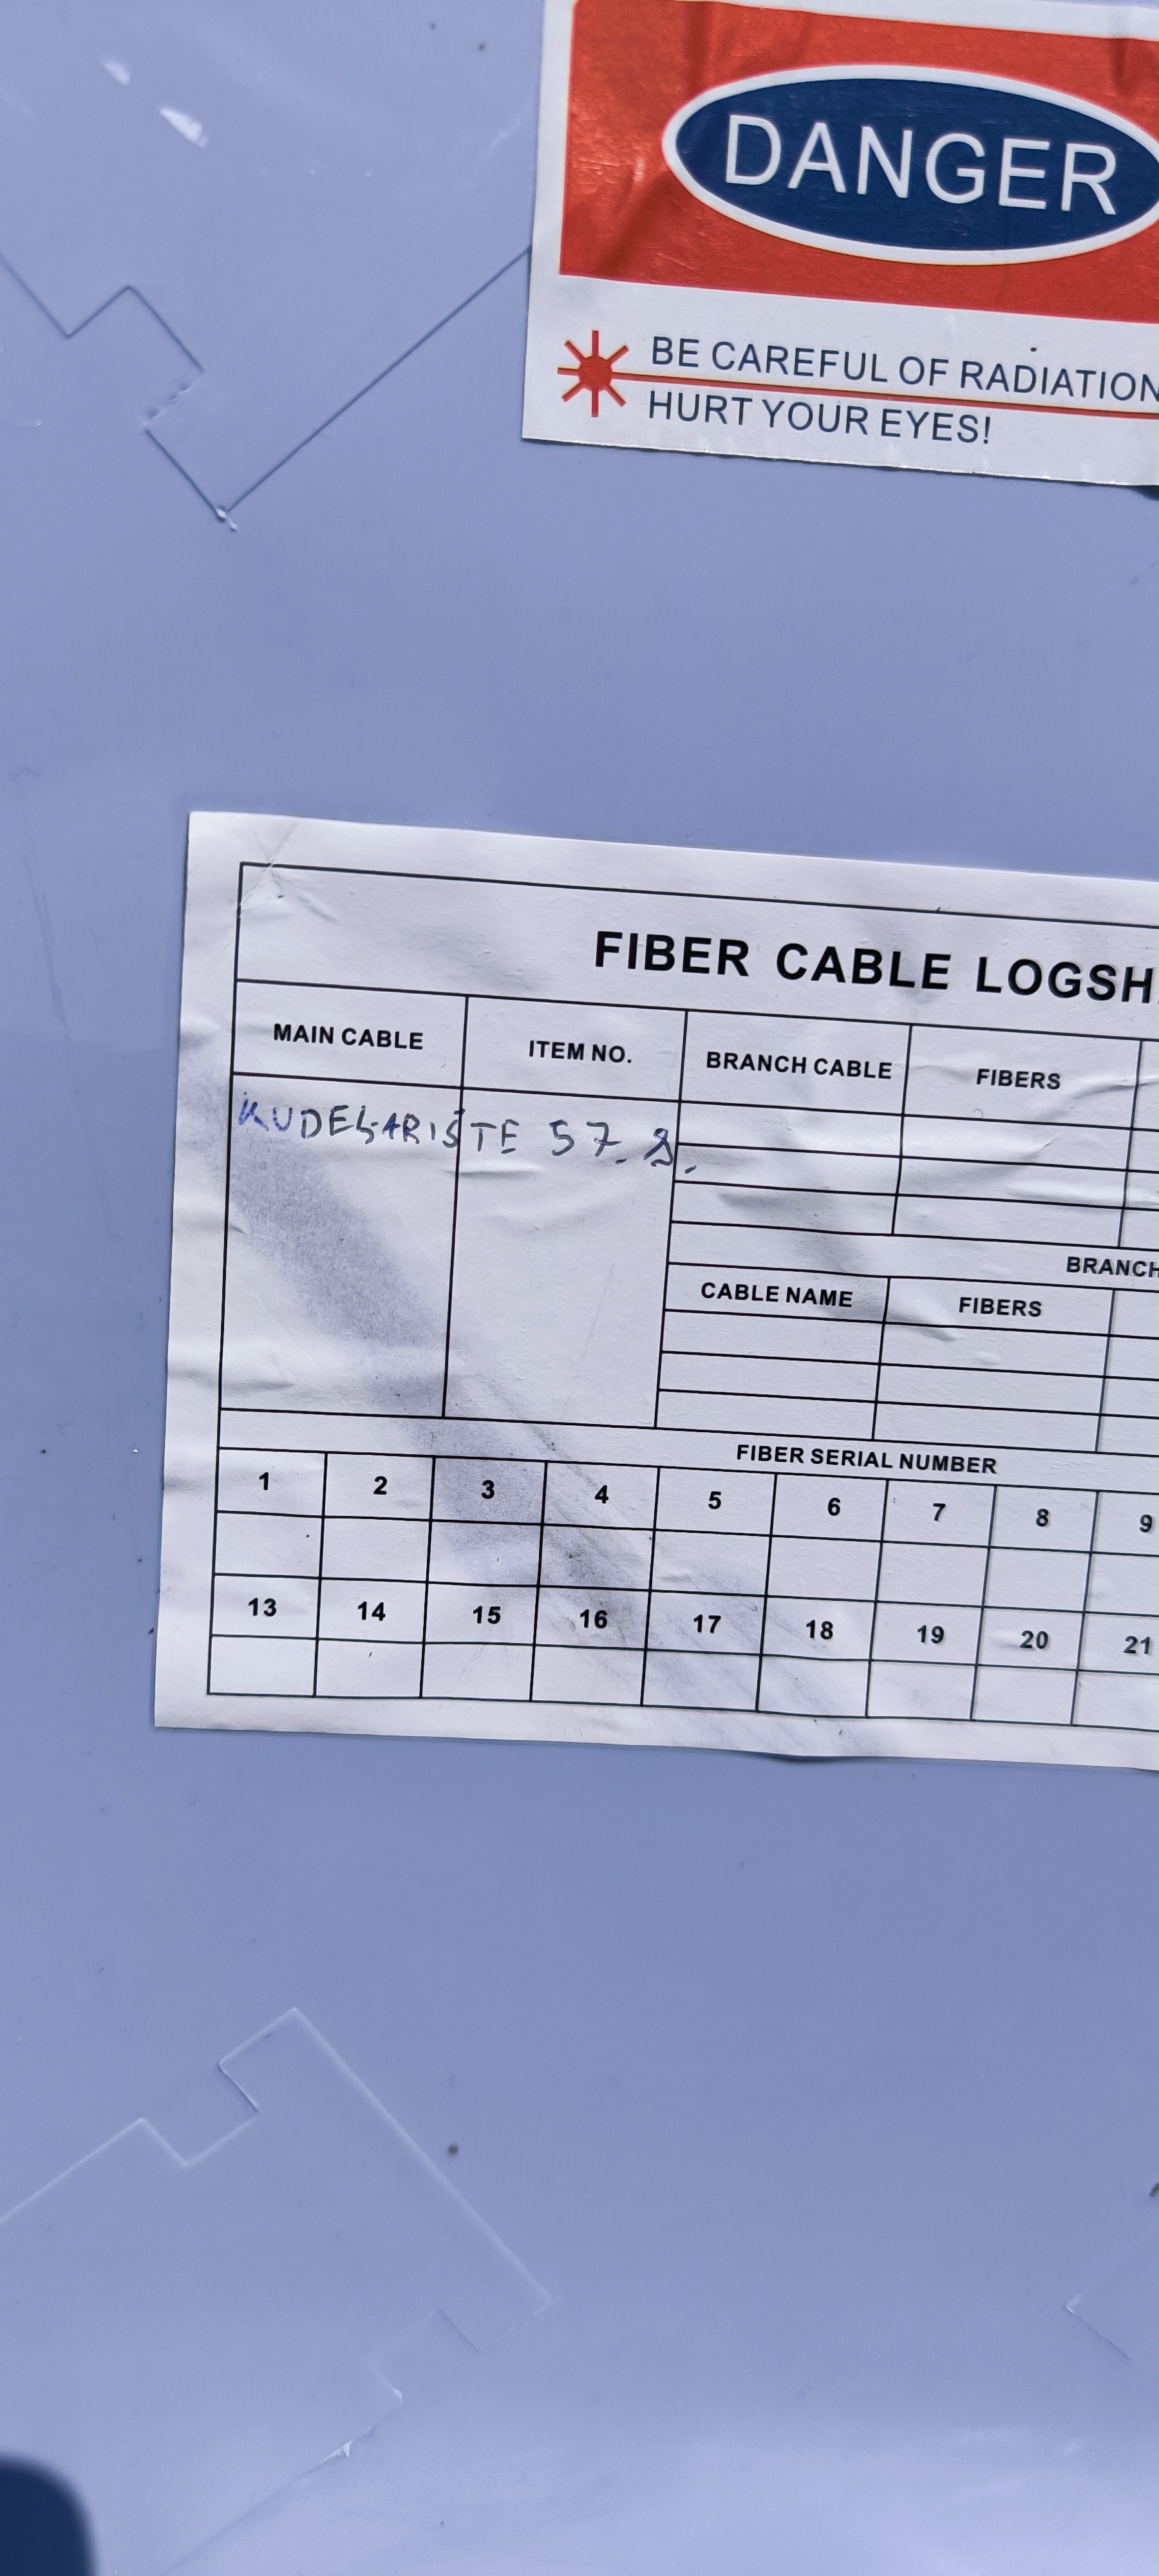 DANGER
BE CAREFUL OF RADIATION
HURT YOUR EYES!
FIBER CABLE LOGSH
MAIN CABLE ITEM NO. BRANCH CABLE FIBERS
57.
BRANCH
CABLE NAME FIBERS
FIBER SERIAL NUMBER
1 2 3 4 5 6 7 8 9
13 14 15 16 17 18 19 20 21